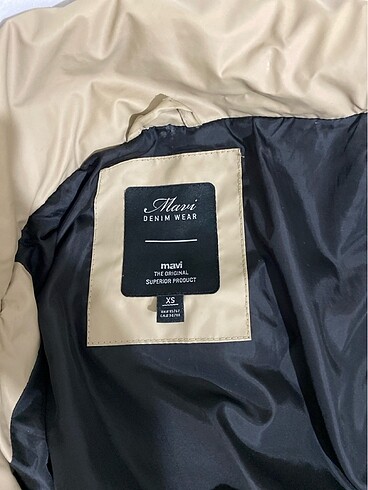 Mavi
DENIM WEAR
mavi
THE ORIGINAL
SUPERIOR PRODUCT
XS